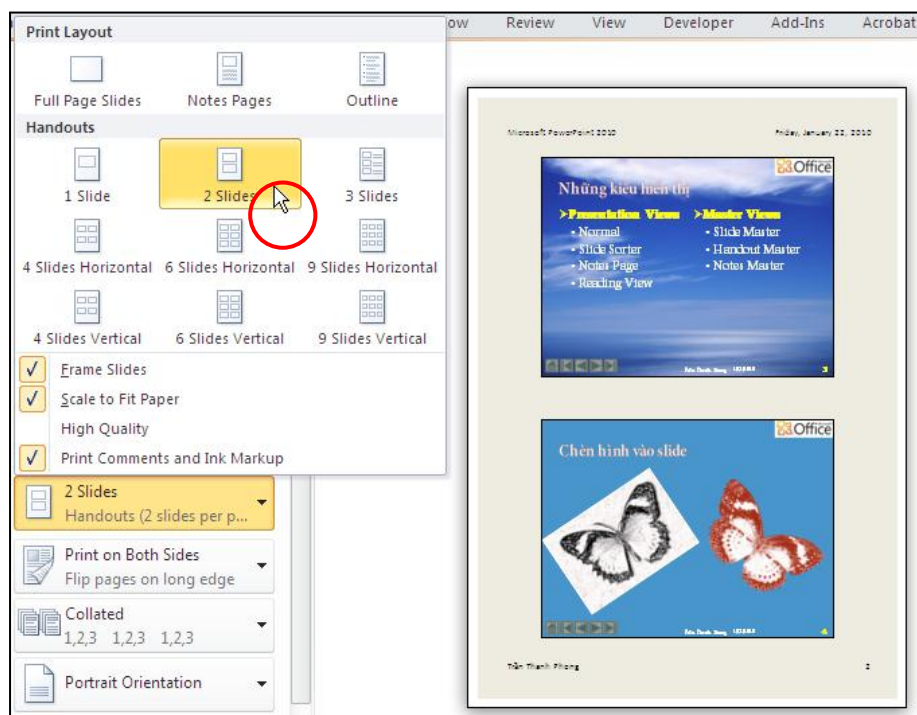 ow Review View Developer Add-Ins Acrobat
Print Layout
Full Page Slides Notes Pages Outline
Handouts
1 Slide 2 Slides 3 Slides
4 Slides Horizontal 6 Slides Horizontal 9 Slides Horizontal
4 Slides Vertical 6 Slides Vertical 9 Slides Vertical
Frame Slides
Scale to Fit Paper
High Quality
Print Comments and Ink Markup
2 Slides
Handouts (2 slides per p...
Print on Both Sides
Flip pages on long edge
Collated
1,2,3 1,2,3 1,2,3
Portrait Orientation
Microsoft PowerPoint 2010 Friday, January 22, 2010
Office
Những kiểu hiển thị
➢Presentation Views ➢Master Views
• Normal • Slide Master
• Slide Sorter • Handout Master
• Notes Page • Notes Master
• Reading View
3
Office
Chèn hình vào slide
4
Trần Thanh Phong 2